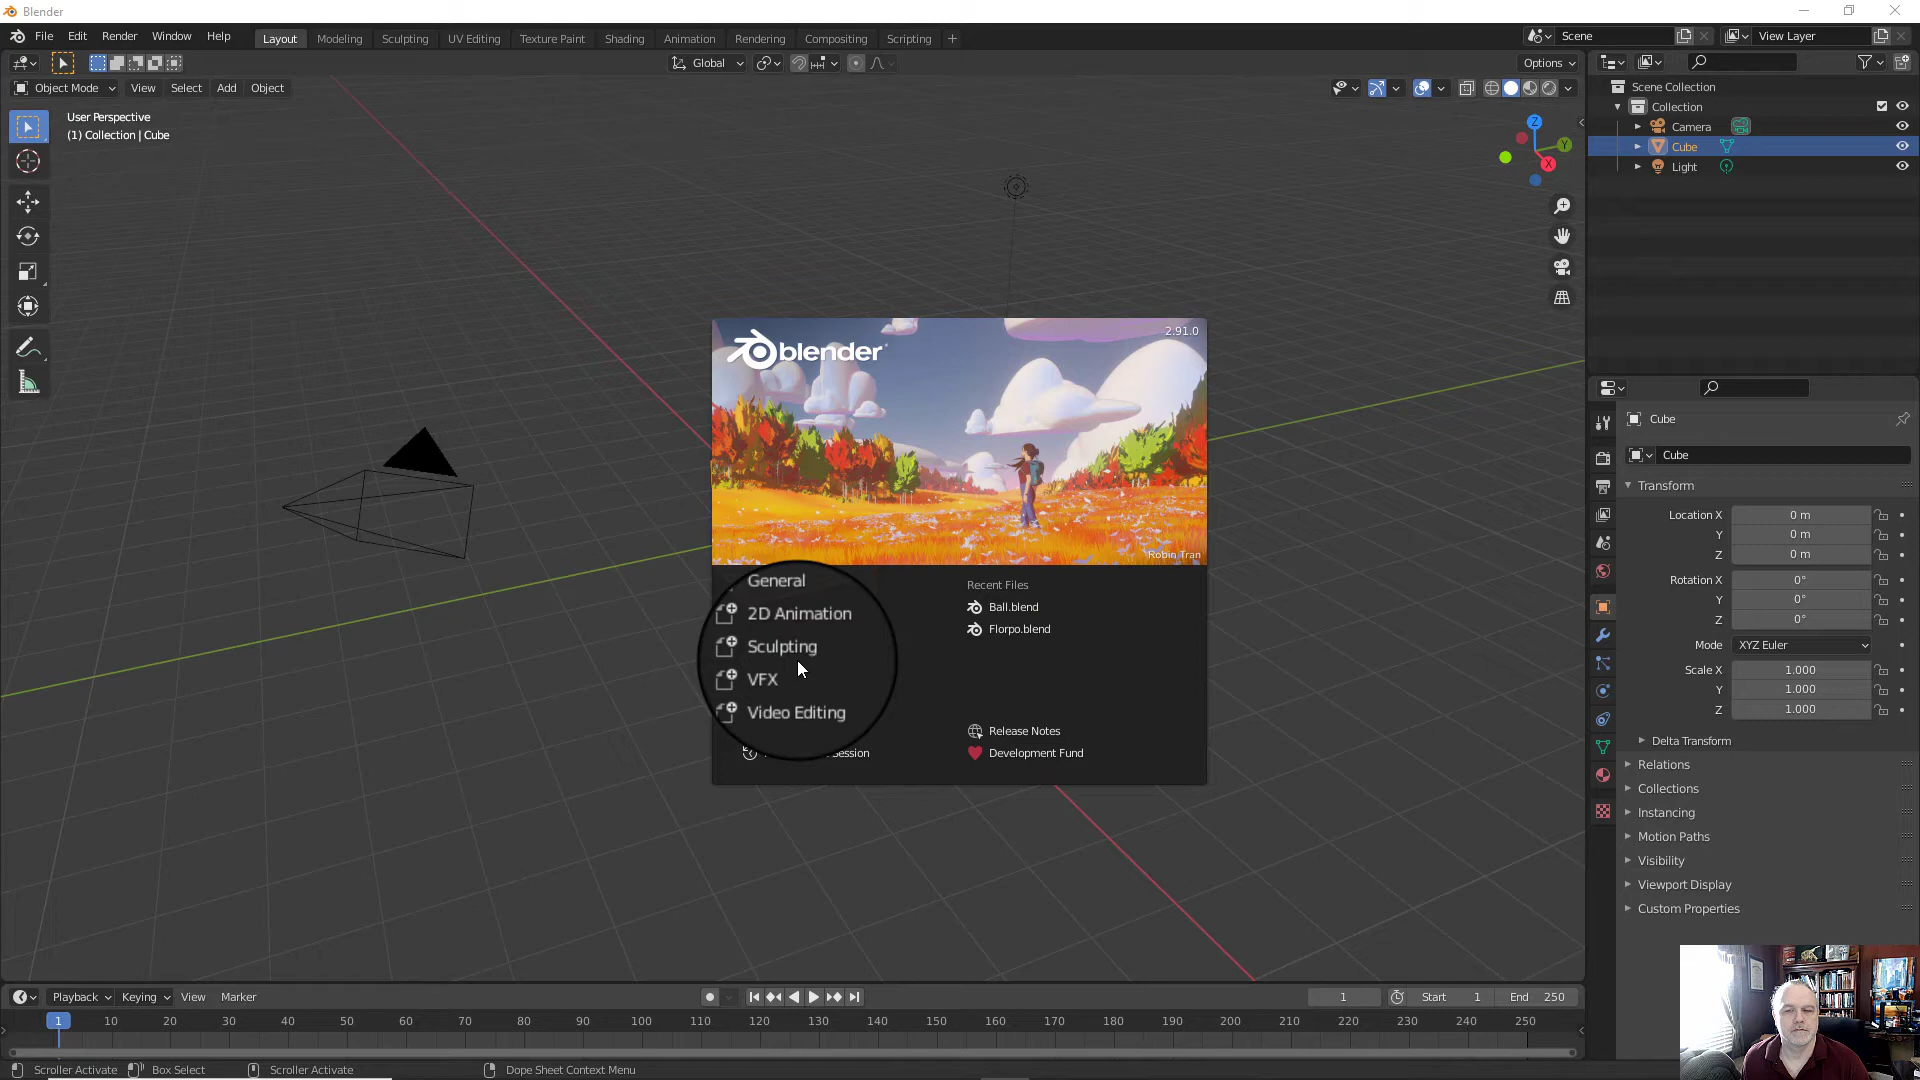 Blender
File Edit Render Window Help
Layout Modeling Sculpting UV Editing Texture Paint Shading Animation Rendering Compositing Scripting +
Scene
View Layer
Global
Options
Object Mode View Select Add Object
User Perspective
(1) Collection | Cube
Z
Y
X
Scene Collection
Collection
Camera
Cube
Light
blender
2.91.0
Robin Tran
General
2D Animation
Sculpting
VFX
Video Editing
Session
Recent Files
Ball.blend
Florpo.blend
Release Notes
Development Fund
Cube
Cube
Transform
Location X 0 m
Y 0 m
Z 0 m
Rotation X 0°
Y 0°
Z 0°
Mode XYZ Euler
Scale X 1.000
Y 1.000
Z 1.000
Delta Transform
Relations
Collections
Instancing
Motion Paths
Visibility
Viewport Display
Custom Properties
Playback Keying View Marker
1 Start 1 End 250
1 10 20 30 40 50 60 70 80 90 100 110 120 130 140 150 160 170 180 190 200 210 220 230 240 250
Scroller Activate Box Select Scroller Activate Dope Sheet Context Menu